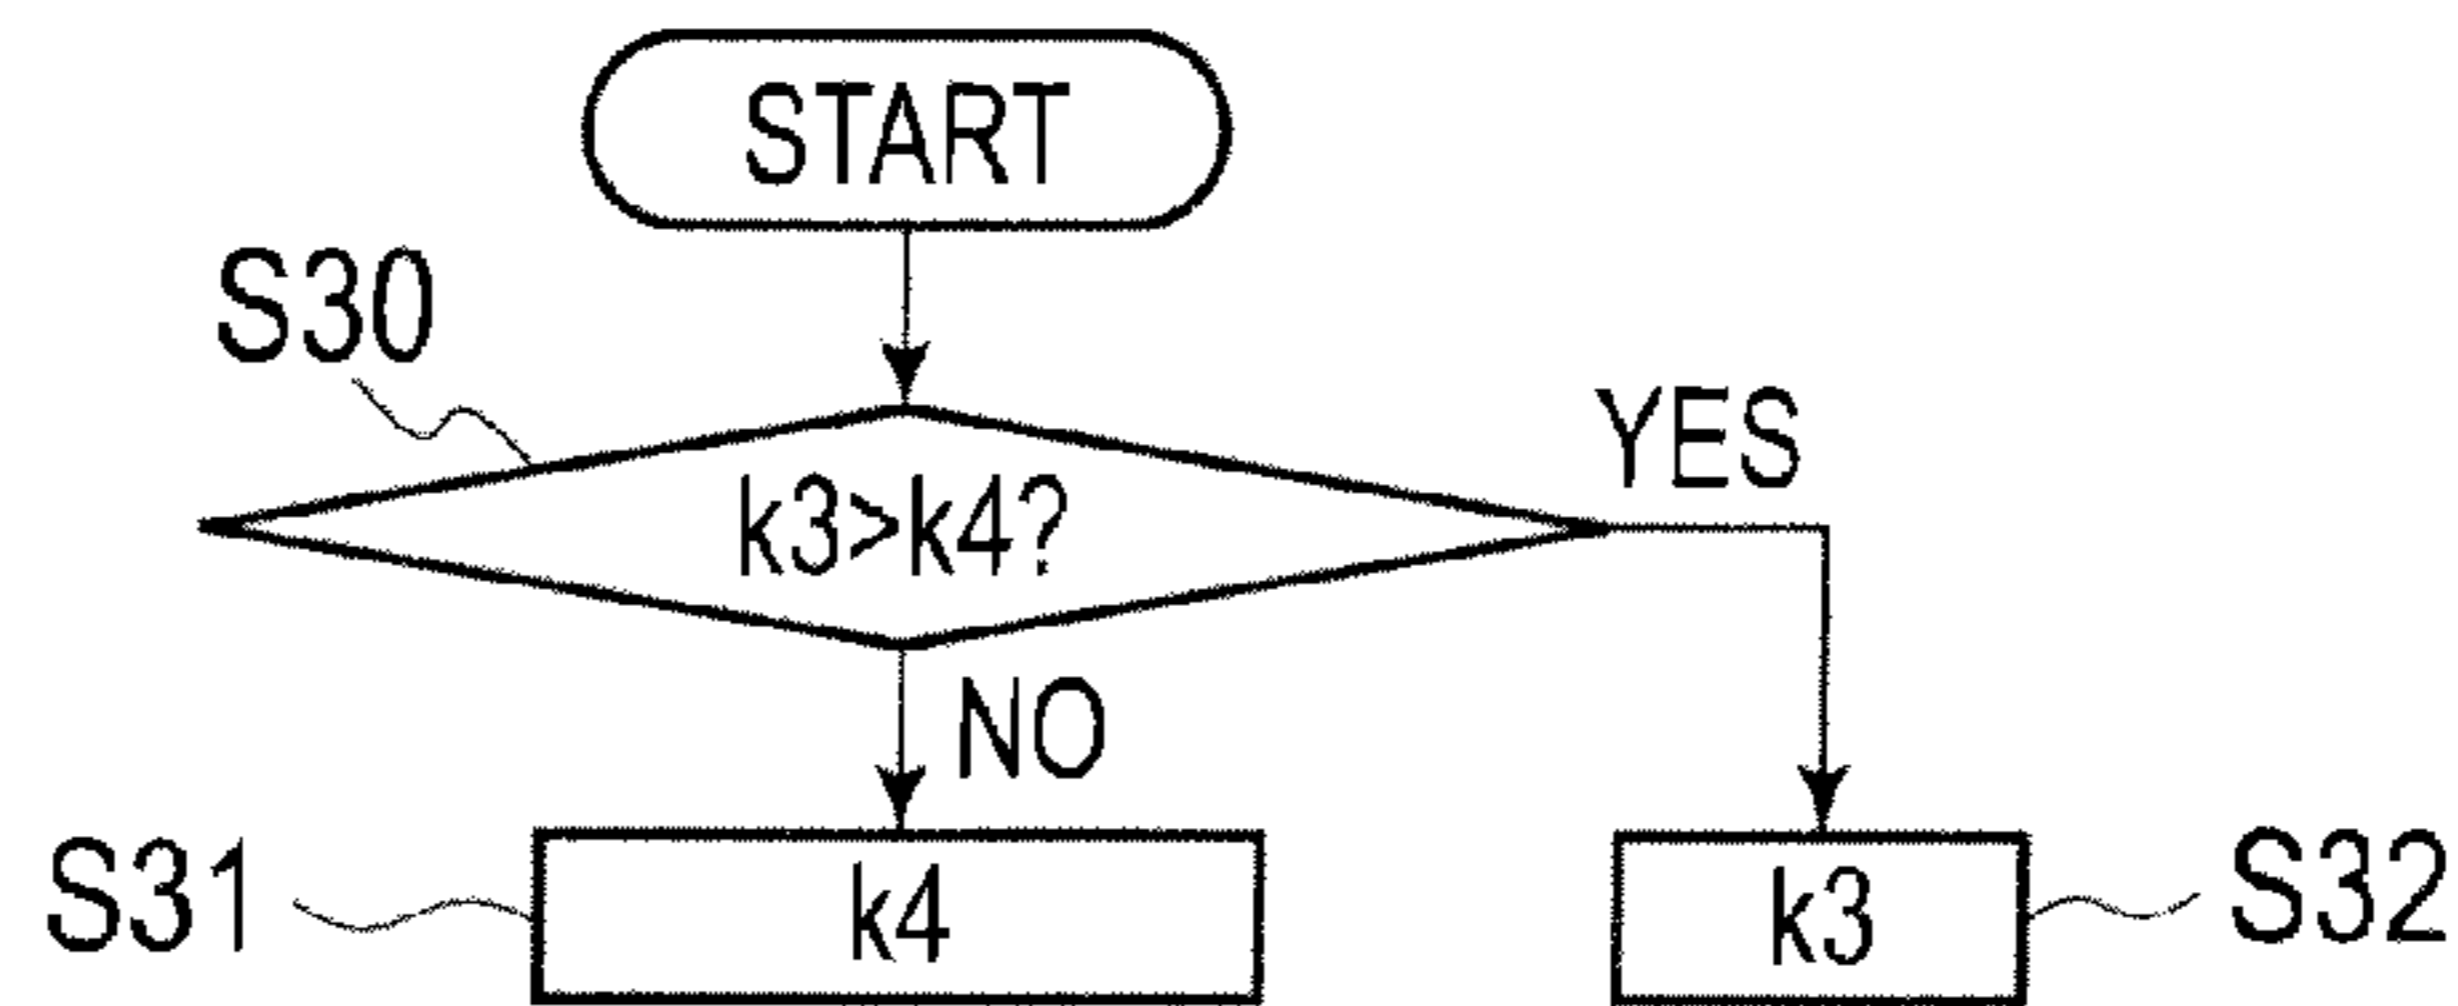 START
S30
YES
k3>k4?
NO
S31
k4
k3
S32